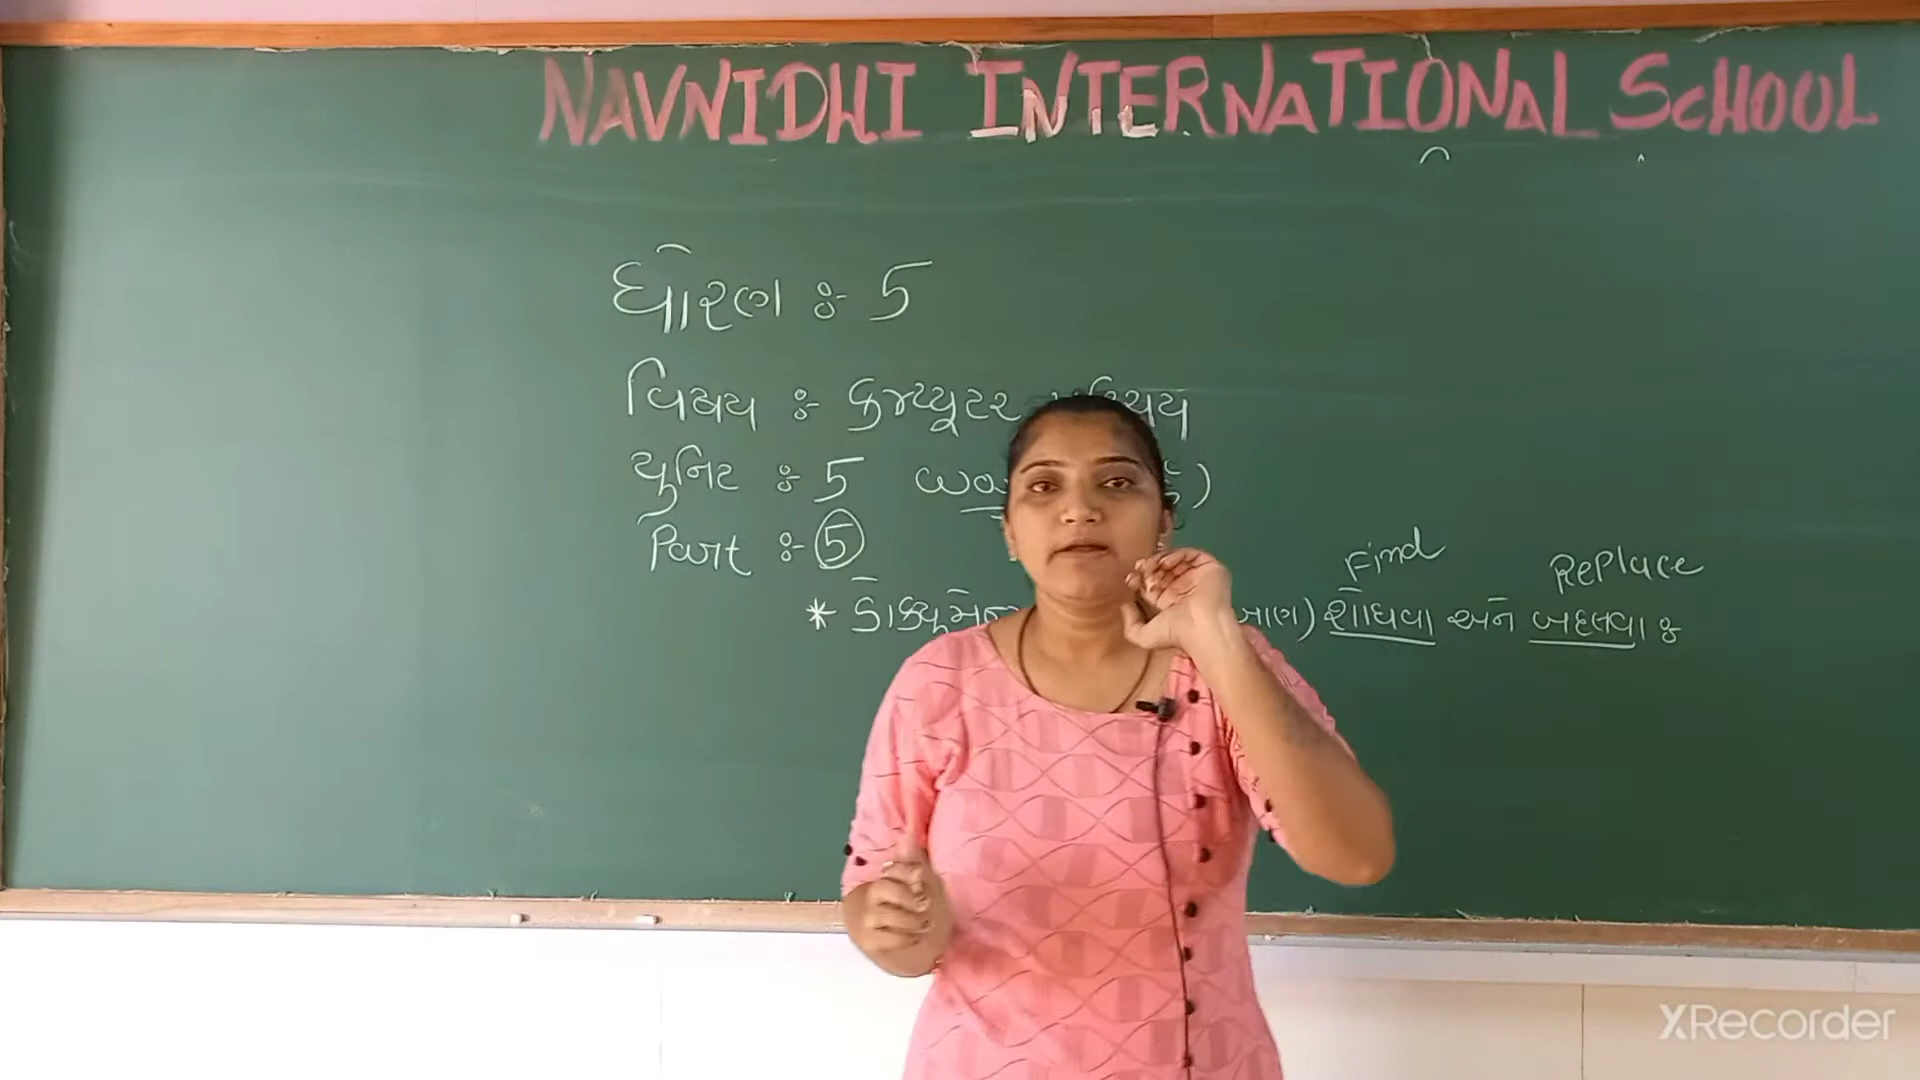 NAVNIDHI INTERNATIONAL SCHOOL
ધોરણ :- 5
વિષય :- કમ્પ્યૂટર
યુનિટ :- 5
Part :- 5
Find Replace
* શોધવા અને બદલવા :
XRecorder